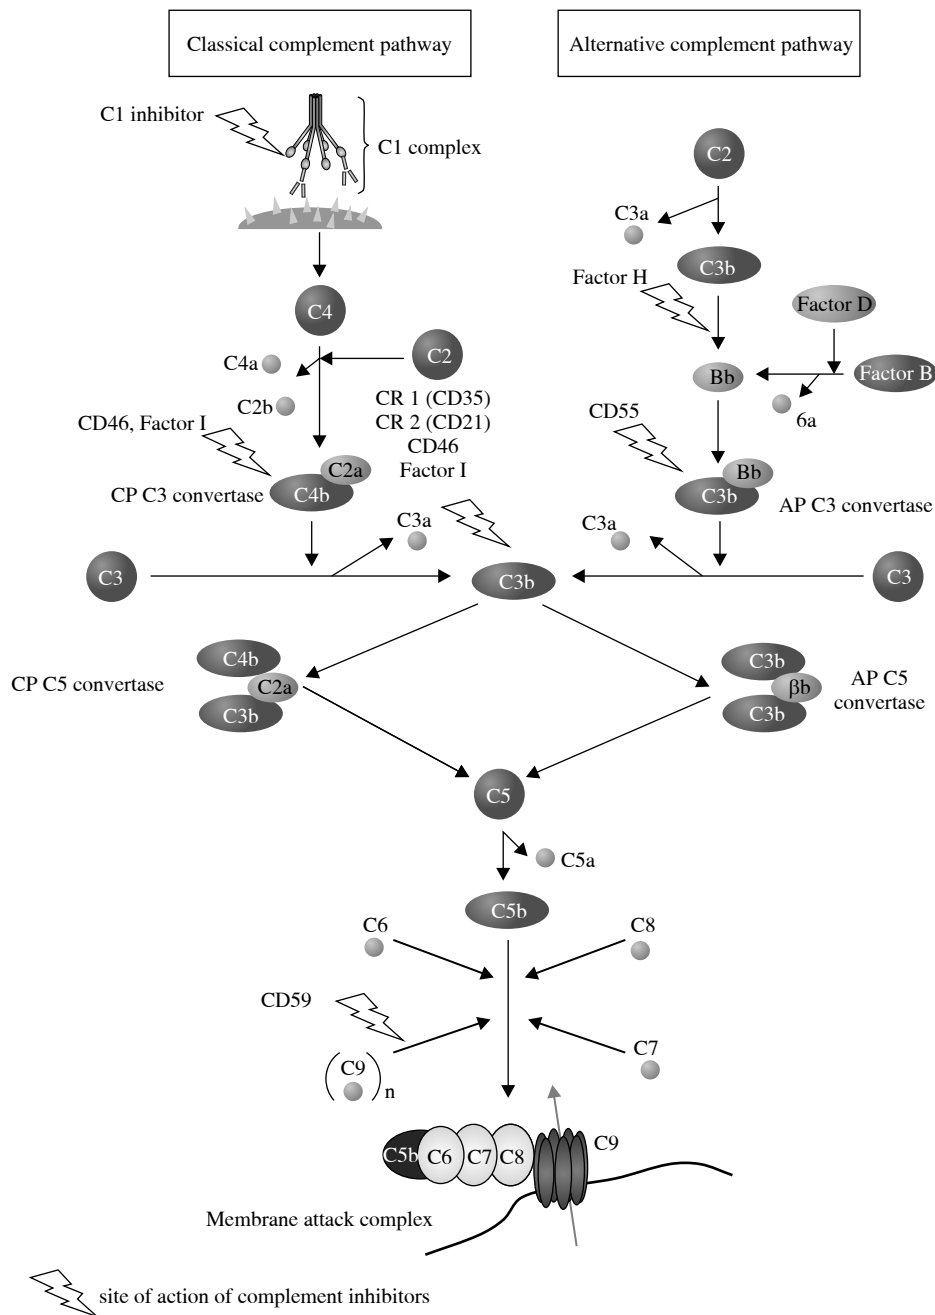 Classical complement pathway
Alternative complement pathway
C1 inhibitor
C1 complex
C2
C3a
C3b
Factor H
Factor D
C4
C4a
C2
Bb
Factor B
C2b
CR 1 (CD35)
CR 2 (CD21)
CD46
Factor I
6a
CD55
CD46, Factor I
C2a
C4b
CP C3 convertase
Bb
C3b
AP C3 convertase
C3a
C3a
C3
C3b
C3
C4b
C2a
C3b
CP C5 convertase
C3b
βb
C3b
AP C5
convertase
C5
C5a
C5b
C6
C8
CD59
C9
n
C7
C5b
C6
C7
C8
C9
Membrane attack complex
site of action of complement inhibitors